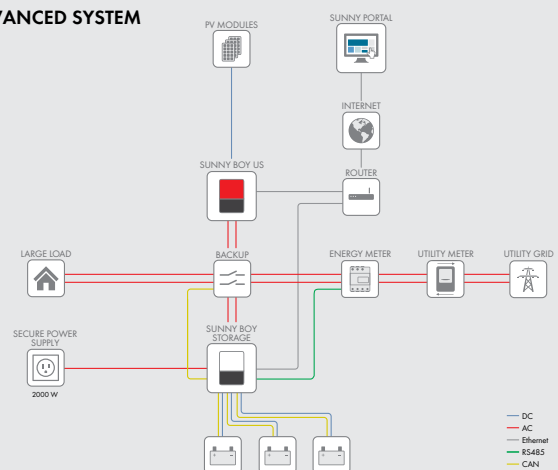 VANCED SYSTEM
PV MODULES
SUNNY PORTAL
INTERNET
SUNNY BOY US
ROUTER
LARGE LOAD
BACKUP
ENERGY METER
UTILITY METER
UTILITY GRID
SECURE POWER
SUPPLY
2000 W
SUNNY BOY
STORAGE
DC
AC
Ethernet
RS485
CAN